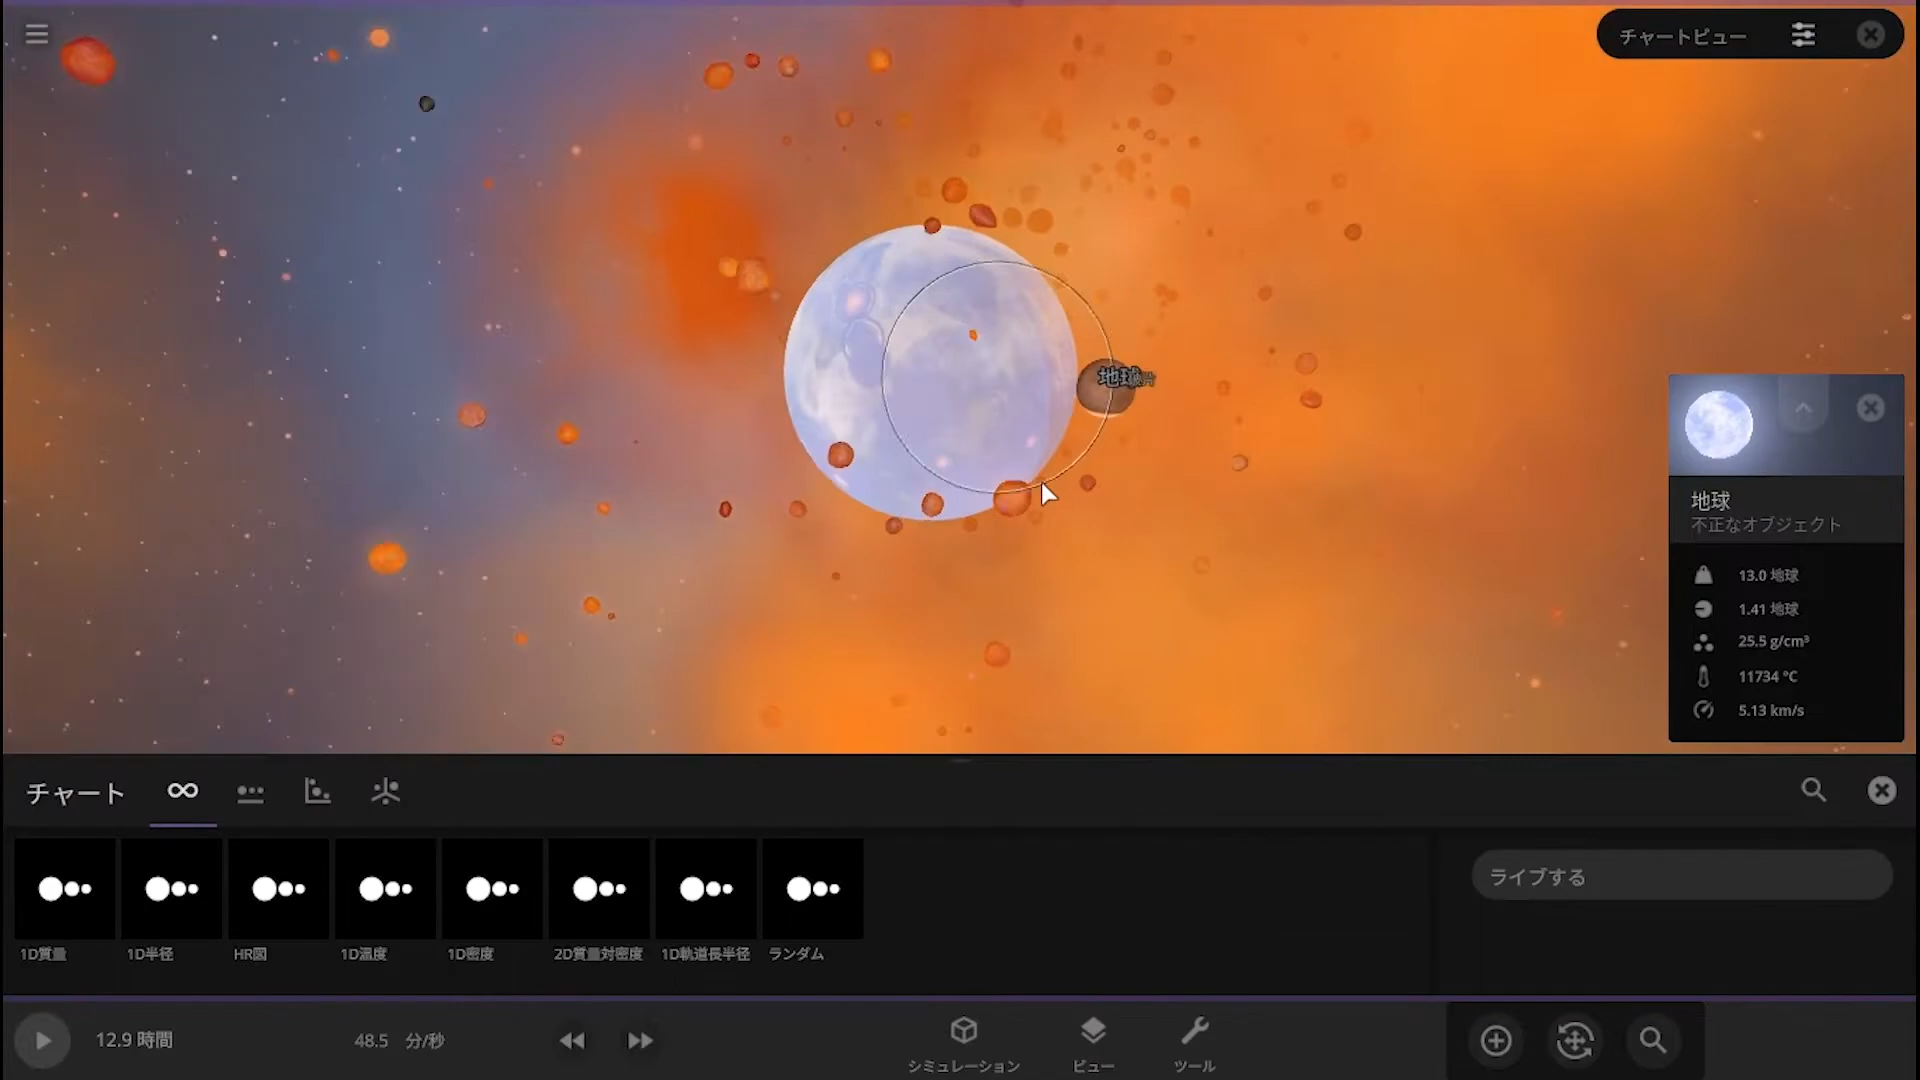 チャートビュー
地球
地球
不正なオブジェクト
13.0 地球
1.41 地球
25.5 g/cm³
11734 °C
5.13 km/s
チャート
1D質量
1D半径
HR図
1D温度
1D密度
2D質量対密度
1D軌道長半径
ランダム
ライブする
12.9 時間
48.5 分/秒
シミュレーション
ビュー
ツール